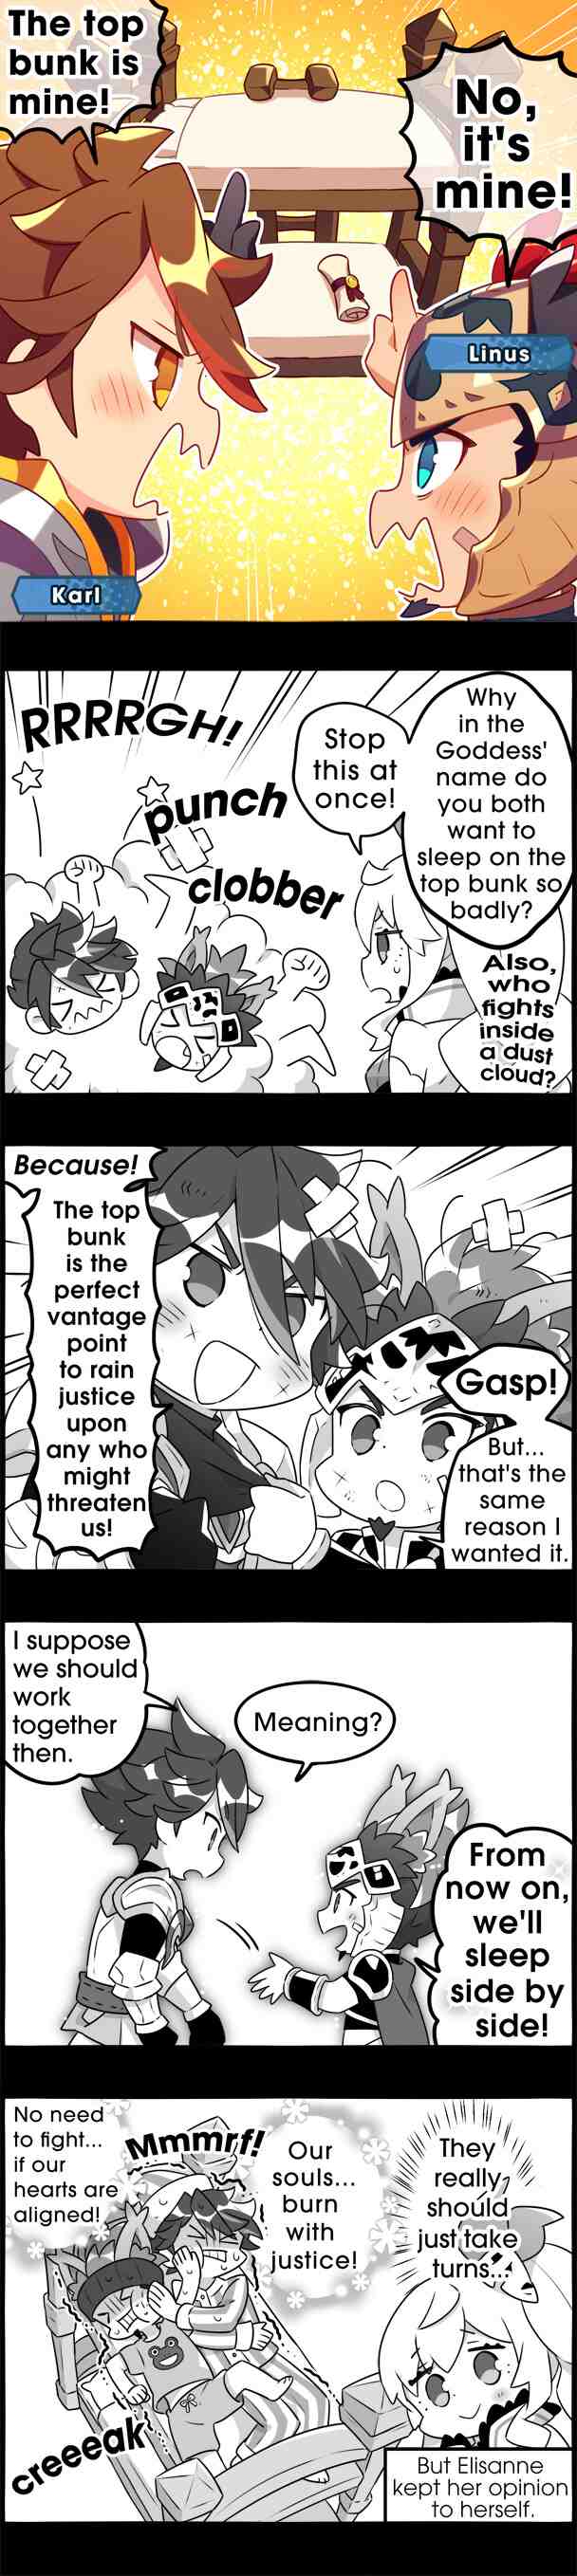 The top
bunk is
mine!
No,
it's
mine!
Linus
Karl
RRRRGH!
punch
clobber
Stop
this at
once!
Why
in the
Goddess'
name do
you both
want to
sleep on the
top bunk so
badly?
Also,
who
fights
inside
a dust
cloud?
Because!
The top
bunk
is the
perfect
vantage
point
to rain
justice
upon
any who
might
threaten
us!
Gasp!
But...
that's the
same
reason I
wanted it.
I suppose
we should
work
together
then.
Meaning?
From
now on,
we'll
sleep
side by
side!
No need
to fight...
if our
hearts are
aligned!
Mmmrf!
Our
souls...
burn
with
justice!
They
really
should
just take
turns...
creeeak
But Elisanne
kept her opinion
to herself.